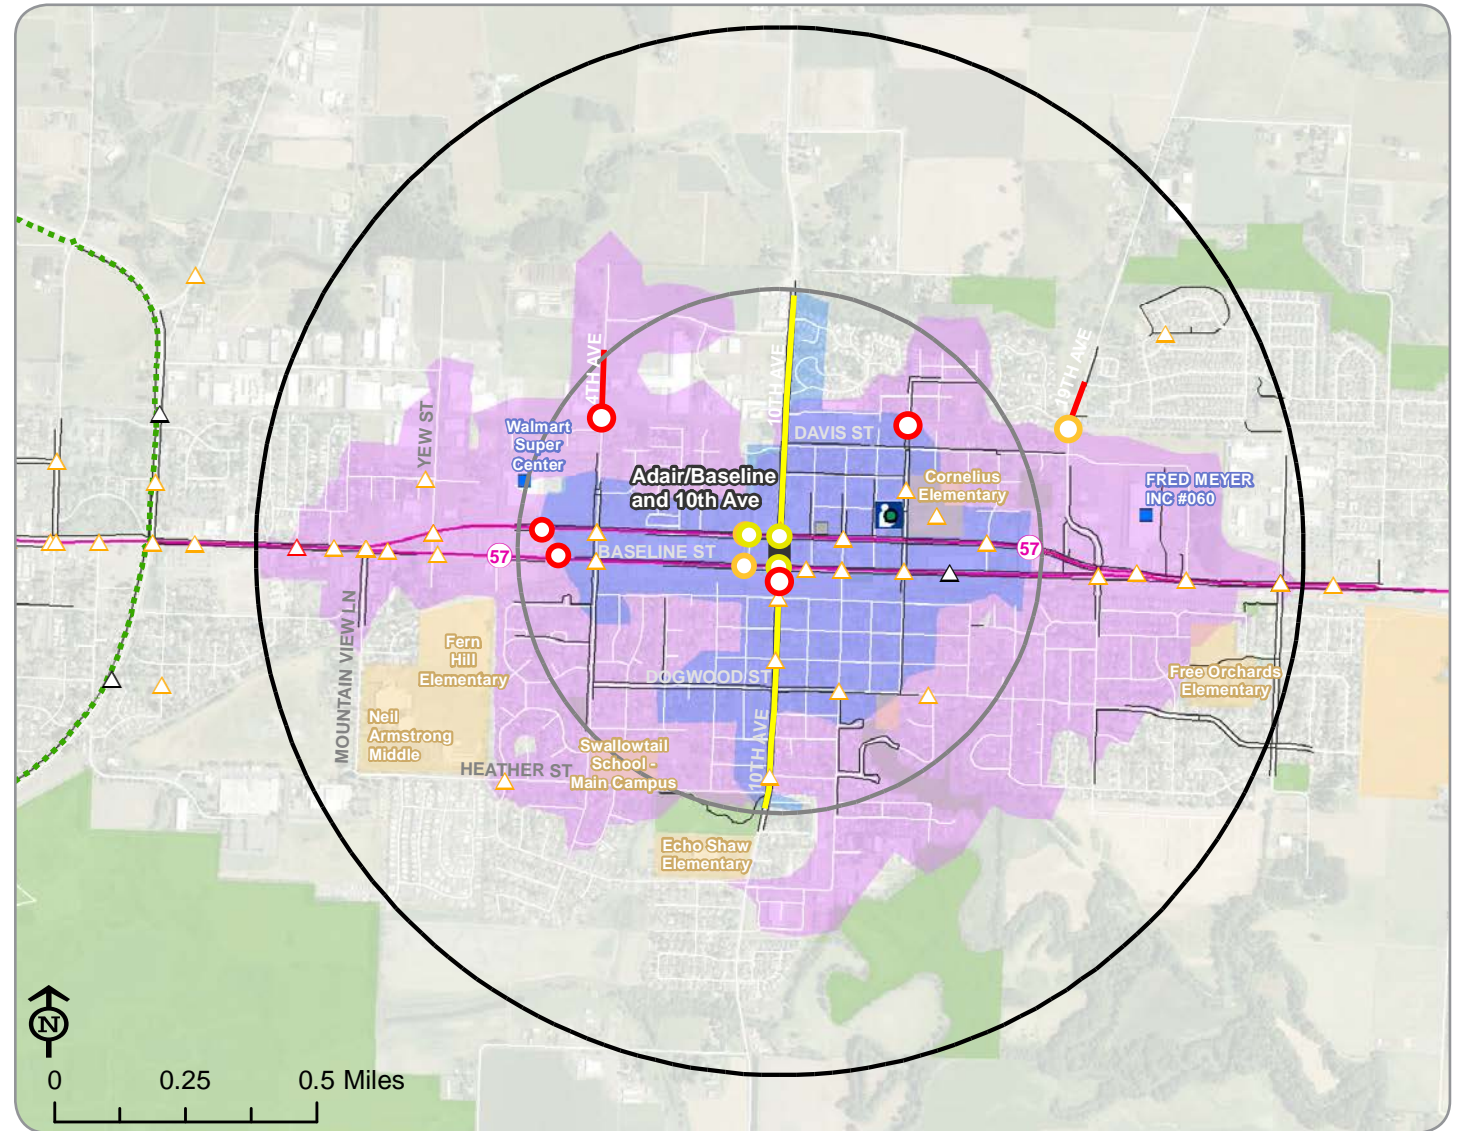 4TH AVE
10TH AVE
19TH AVE
YEW ST
Walmart
Super
Center
DAVIS ST
Adair/Baseline
and 10th Ave
Cornelius
Elementary
FRED MEYER
INC #060
57
BASELINE ST
57
MOUNTAIN VIEW LN
Fern
Hill
Elementary
DOGWOOD ST
Free Orchards
Elementary
Neil
Armstrong
Middle
10TH AVE
Swallowtail
School -
Main Campus
HEATHER ST
Echo Shaw
Elementary
N
0 0.25 0.5 Miles